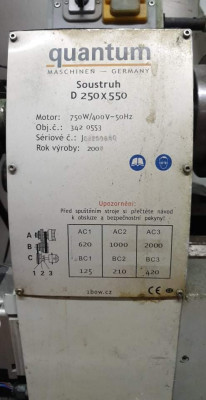 quantum
MASCHINEN – GERMANY
Soustruh
D 250x550
Motor: 750W/400V~50Hz
Obj.č.: 342 0553
Sériové č.:
Rok výroby:
Upozornění:
Před spuštěním stroje si přečtěte návod
k obsluze a bezpečnostní pokyny!
AC1 AC2 AC3
A 620 1000 2000
B BC1 BC2 BC3
C 125 210 420
1 2 3
1bow.cz CE